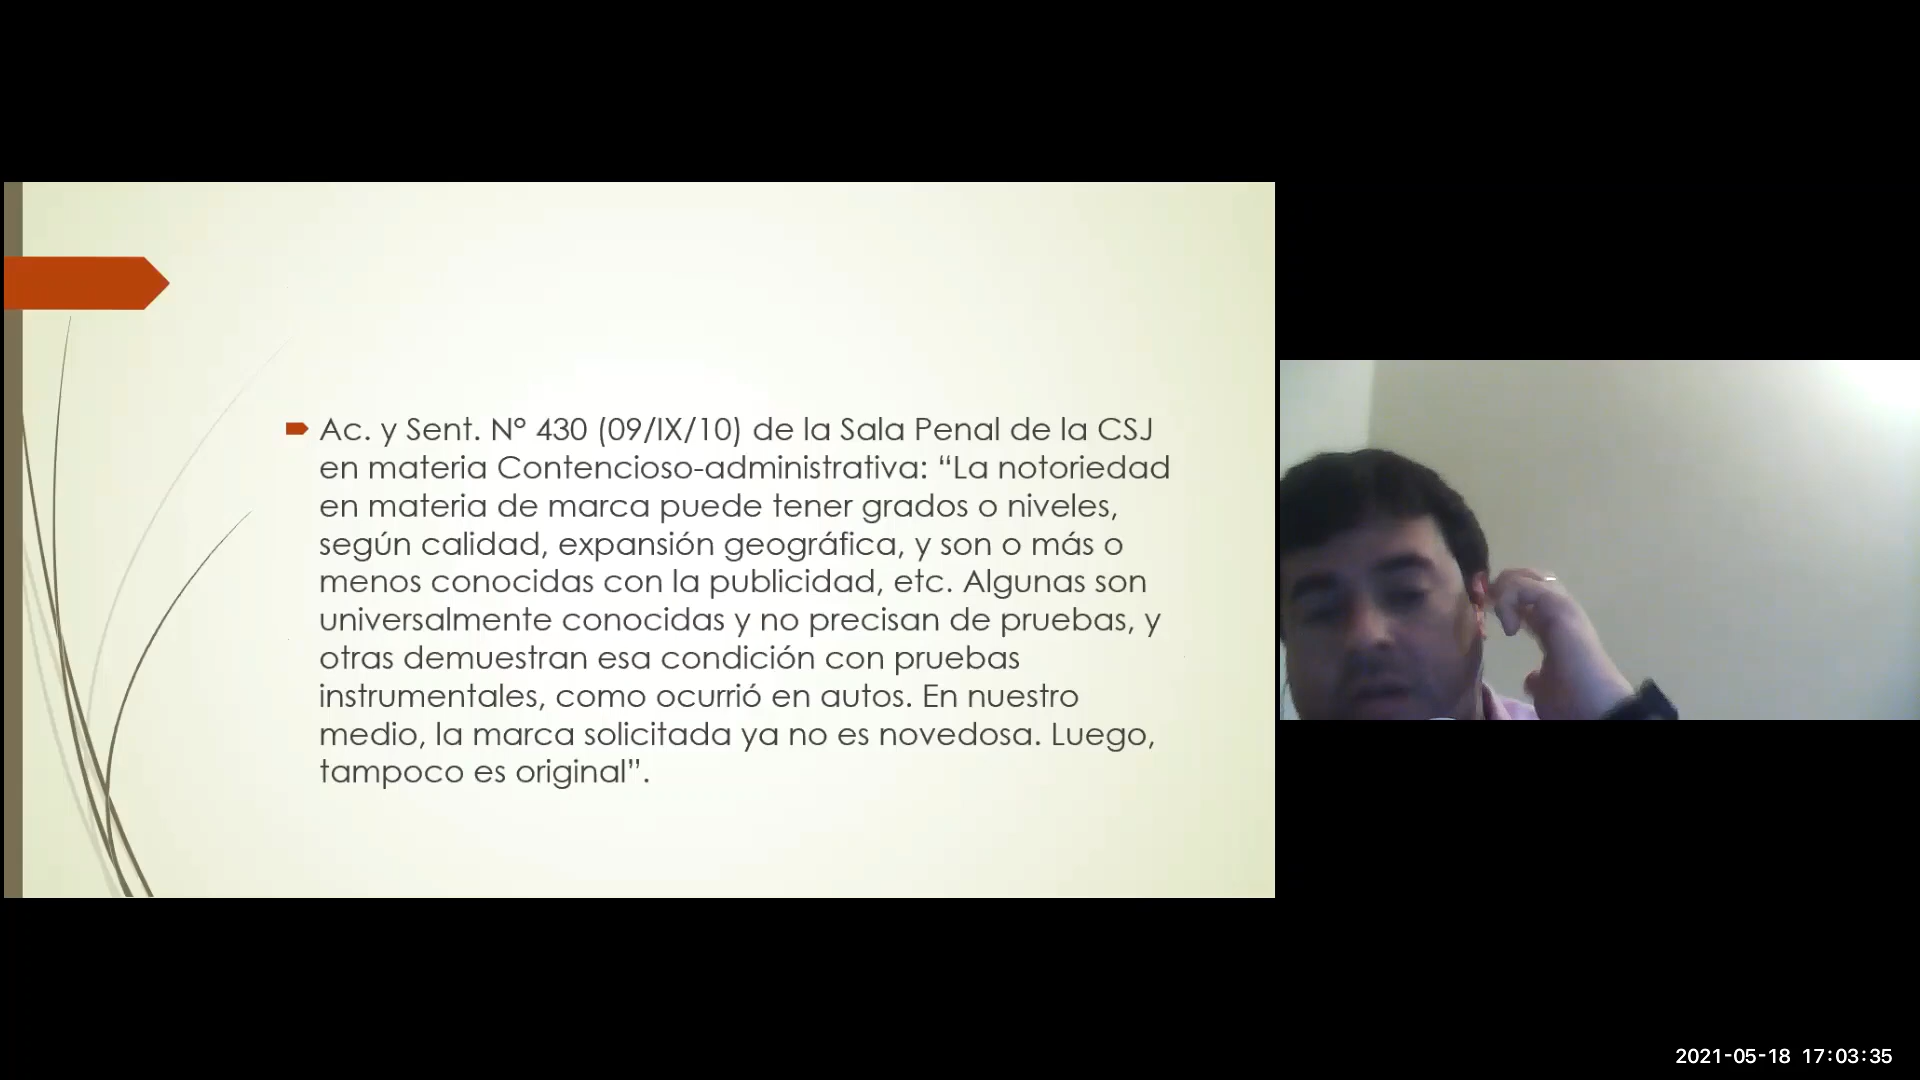 Ac. y Sent. N° 430 (09/IX/10) de la Sala Penal de la CSJ
en materia Contencioso-administrativa: “La notoriedad
en materia de marca puede tener grados o niveles,
según calidad, expansión geográfica, y son o más o
menos conocidas con la publicidad, etc. Algunas son
universalmente conocidas y no precisan de pruebas, y
otras demuestran esa condición con pruebas
instrumentales, como ocurrió en autos. En nuestro
medio, la marca solicitada ya no es novedosa. Luego,
tampoco es original”.
2021-05-18 17:03:35